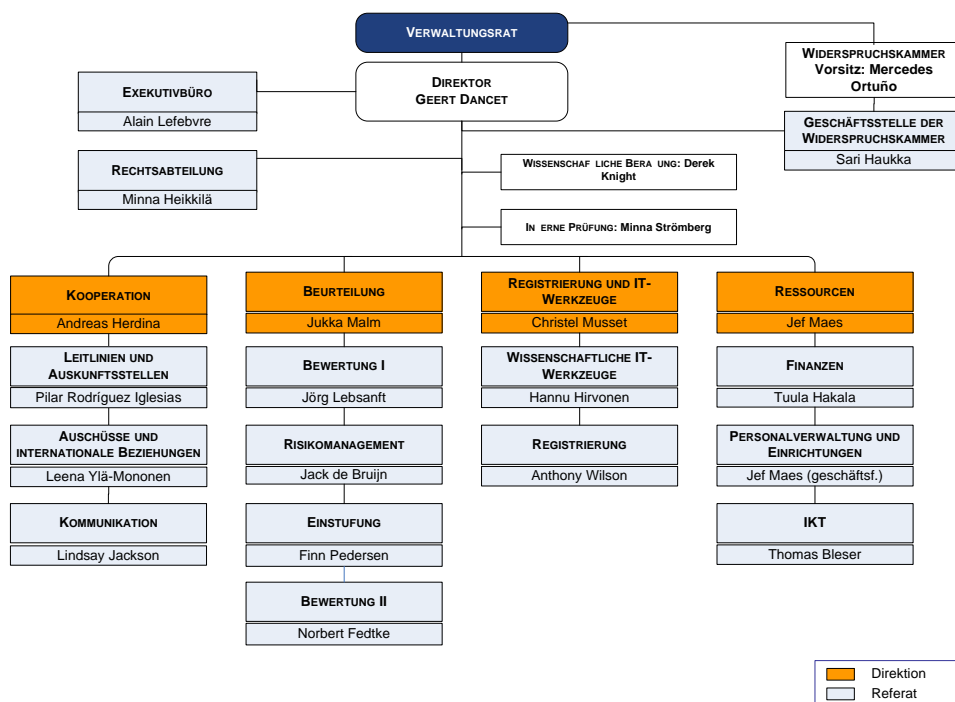 VERWALTUNGSRAT
DIREKTOR
GEERT DANCET
WIDERSPRUCHSKAMMER
Vorsitz: Mercedes
Ortuño
EXEKUTIVBÜRO
Alain Lefebvre
GESCHÄFTSSTELLE DER
WIDERSPRUCHSKAMMER
Sari Haukka
RECHTSABTEILUNG
Minna Heikkilä
WISSENSCHAF LICHE BERA UNG: Derek
Knight
IN ERNE PRÜFUNG: Minna Strömberg
KOOPERATION
Andreas Herdina
LEITLINIEN UND
AUSKUNFTSSTELLEN
Pilar Rodríguez Iglesias
AUSCHÜSSE UND
INTERNATIONALE BEZIEHUNGEN
Leena Ylä-Mononen
KOMMUNIKATION
Lindsay Jackson
BEURTEILUNG
Jukka Malm
BEWERTUNG I
Jörg Lebsanft
RISIKOMANAGEMENT
Jack de Bruijn
EINSTUFUNG
Finn Pedersen
BEWERTUNG II
Norbert Fedtke
REGISTRIERUNG UND IT-
WERKZEUGE
Christel Musset
WISSENSCHAFTLICHE IT-
WERKZEUGE
Hannu Hirvonen
REGISTRIERUNG
Anthony Wilson
RESSOURCEN
Jef Maes
FINANZEN
Tuula Hakala
PERSONALVERWALTUNG UND
EINRICHTUNGEN
Jef Maes (geschäftsf.)
IKT
Thomas Bleser
Direktion
Referat